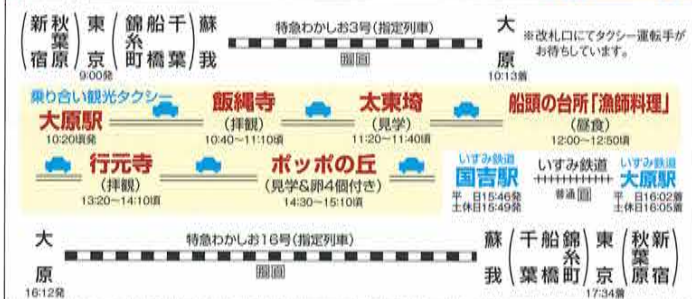 (新宿 秋葉原) 東京 (錦糸町 船橋 千葉) 蘇我
9:00発
特急わかしお3号(指定列車)
大原
10:13着
※改札口にてタクシー運転手が
お待ちしています。
乗り合い観光タクシー
大原駅
10:20頃発
飯縄寺
(拝観)
10:40〜11:10頃
太東埼
(見学)
11:20〜11:40頃
船頭の台所「漁師料理」
(昼食)
12:00〜12:50頃
行元寺
(拝観)
13:20〜14:10頃
ポッポの丘
(見学&卵4個付き)
14:30〜15:10頃
いすみ鉄道
国吉駅
平 日15:46発
土休日15:49発
いすみ鉄道
普通
いすみ鉄道
大原駅
平 日16:02着
土休日16:05着
大原
16:12発
特急わかしお16号(指定列車)
蘇我 (千葉 船橋 錦糸町) 東京 (秋葉原 新宿)
17:34着